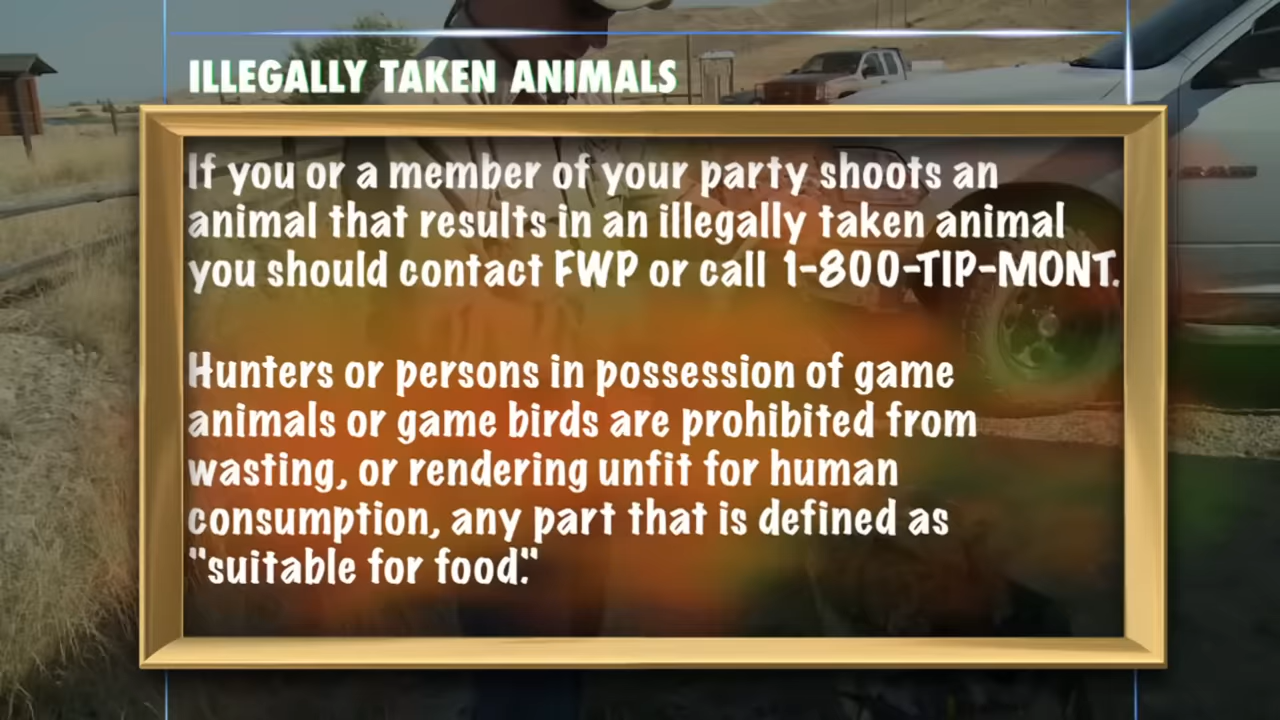 ILLEGALLY TAKEN ANIMALS
If you or a member of your party shoots an
animal that results in an illegally taken animal
you should contact FWP or call 1-800-TIP-MONT.
Hunters or persons in possession of game
animals or game birds are prohibited from
wasting, or rendering unfit for human
consumption, any part that is defined as
"suitable for food."